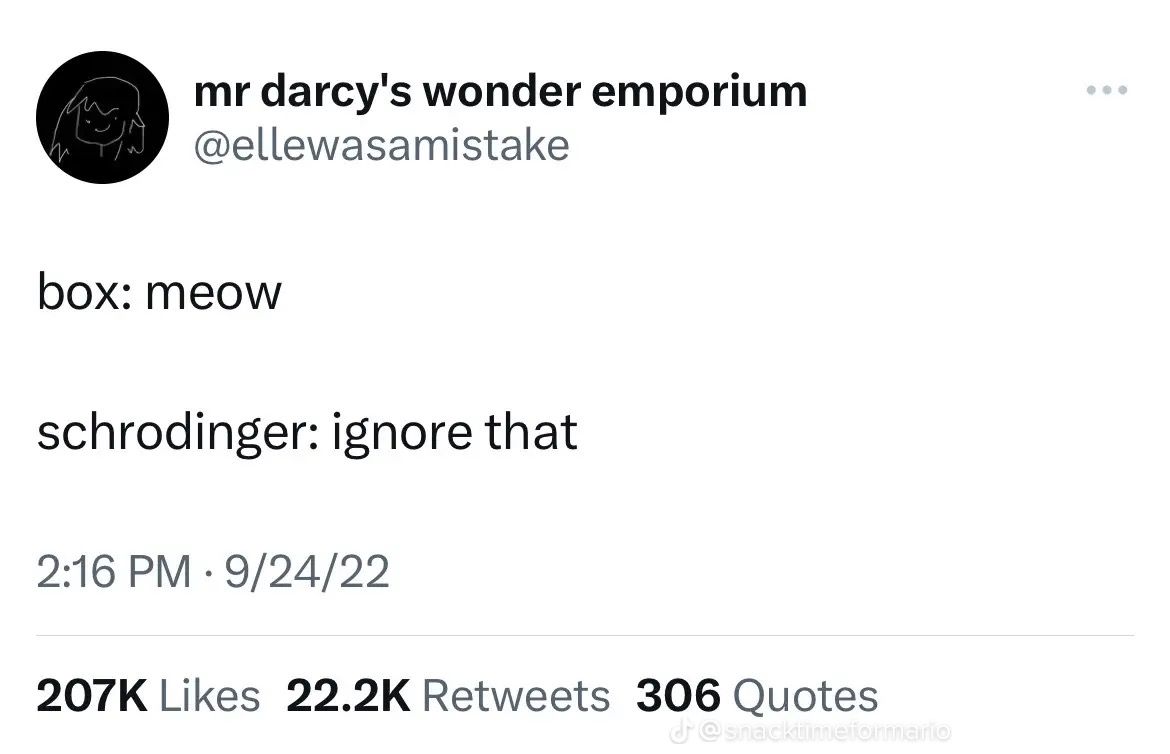 mr darcy's wonder emporium
@ellewasamistake
box: meow
schrodinger: ignore that
2:16 PM · 9/24/22
207K Likes 22.2K Retweets 306 Quotes
@snacktimeformario